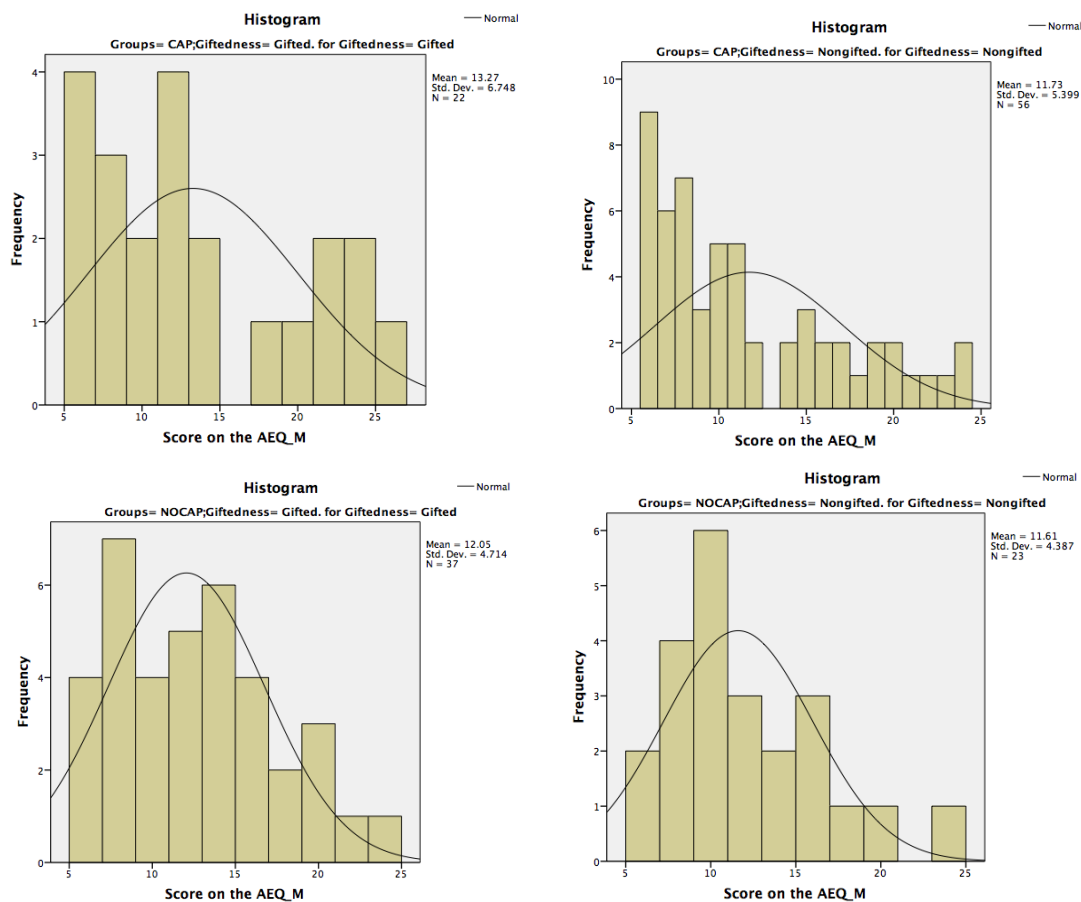 Histogram
Normal
Groups= CAP;Giftedness= Gifted. for Giftedness= Gifted
Mean = 13.27
Std. Dev. = 6.748
N = 22
4
3
2
1
0
Frequency
5 10 15 20 25
Score on the AEQ_M
Histogram
Normal
Groups= CAP;Giftedness= Nongifted. for Giftedness= Nongifted
Mean = 11.73
Std. Dev. = 5.399
N = 56
10
8
6
4
2
0
Frequency
5 10 15 20 25
Score on the AEQ_M
Histogram
Normal
Groups= NOCAP;Giftedness= Gifted. for Giftedness= Gifted
Mean = 12.05
Std. Dev. = 4.714
N = 37
6
4
2
0
Frequency
5 10 15 20 25
Score on the AEQ_M
Histogram
Normal
Groups= NOCAP;Giftedness= Nongifted. for Giftedness= Nongifted
Mean = 11.61
Std. Dev. = 4.387
N = 23
6
5
4
3
2
1
0
Frequency
5 10 15 20 25
Score on the AEQ_M